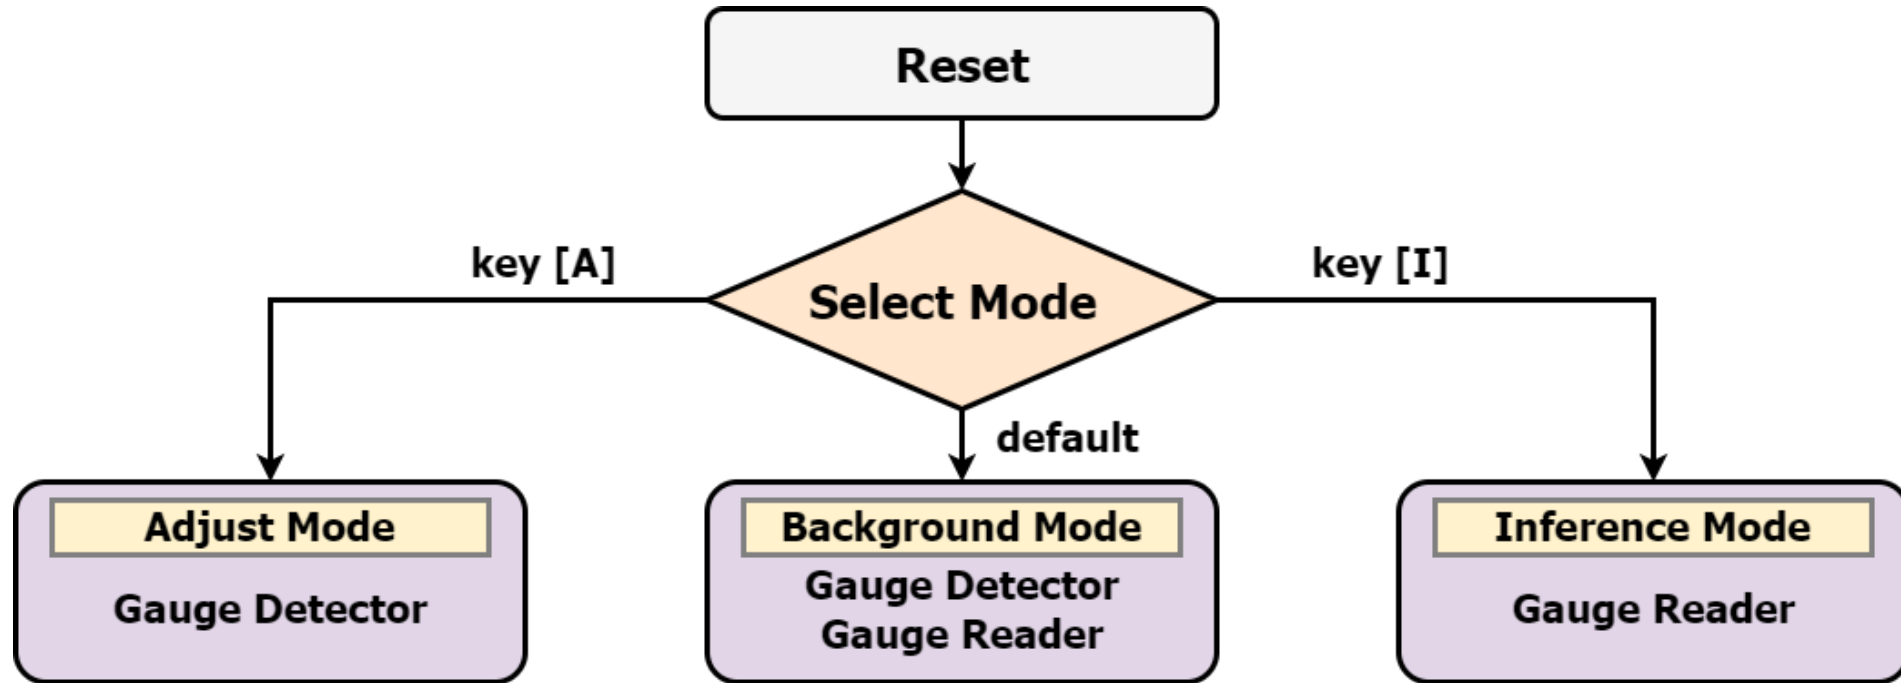 Reset
key [A]
Select Mode
key [I]
default
Adjust Mode
Gauge Detector
Background Mode
Gauge Detector
Gauge Reader
Inference Mode
Gauge Reader